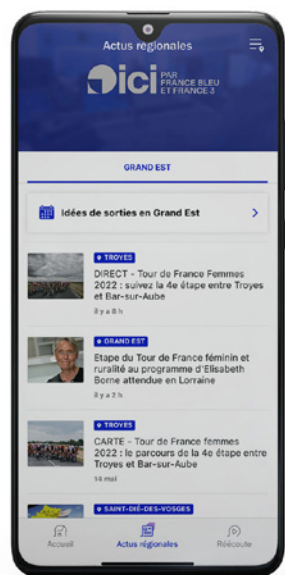 Actus régionales
ici PAR
FRANCE BLEU
ET FRANCE 3
GRAND EST
Idées de sorties en Grand Est
TROYES
DIRECT - Tour de France Femmes
2022 : suivez la 4e étape entre Troyes
et Bar-sur-Aube
il y a 8 h
GRAND EST
Etape du Tour de France féminin et
ruralité au programme d'Elisabeth
Borne attendue en Lorraine
il y a 2 h
TROYES
CARTE - Tour de France femmes
2022 : le parcours de la 4e étape entre
Troyes et Bar-sur-Aube
14 mai
SAINT-DIÉ-DES-VOSGES
Accueil
Actus régionales
Réécoute